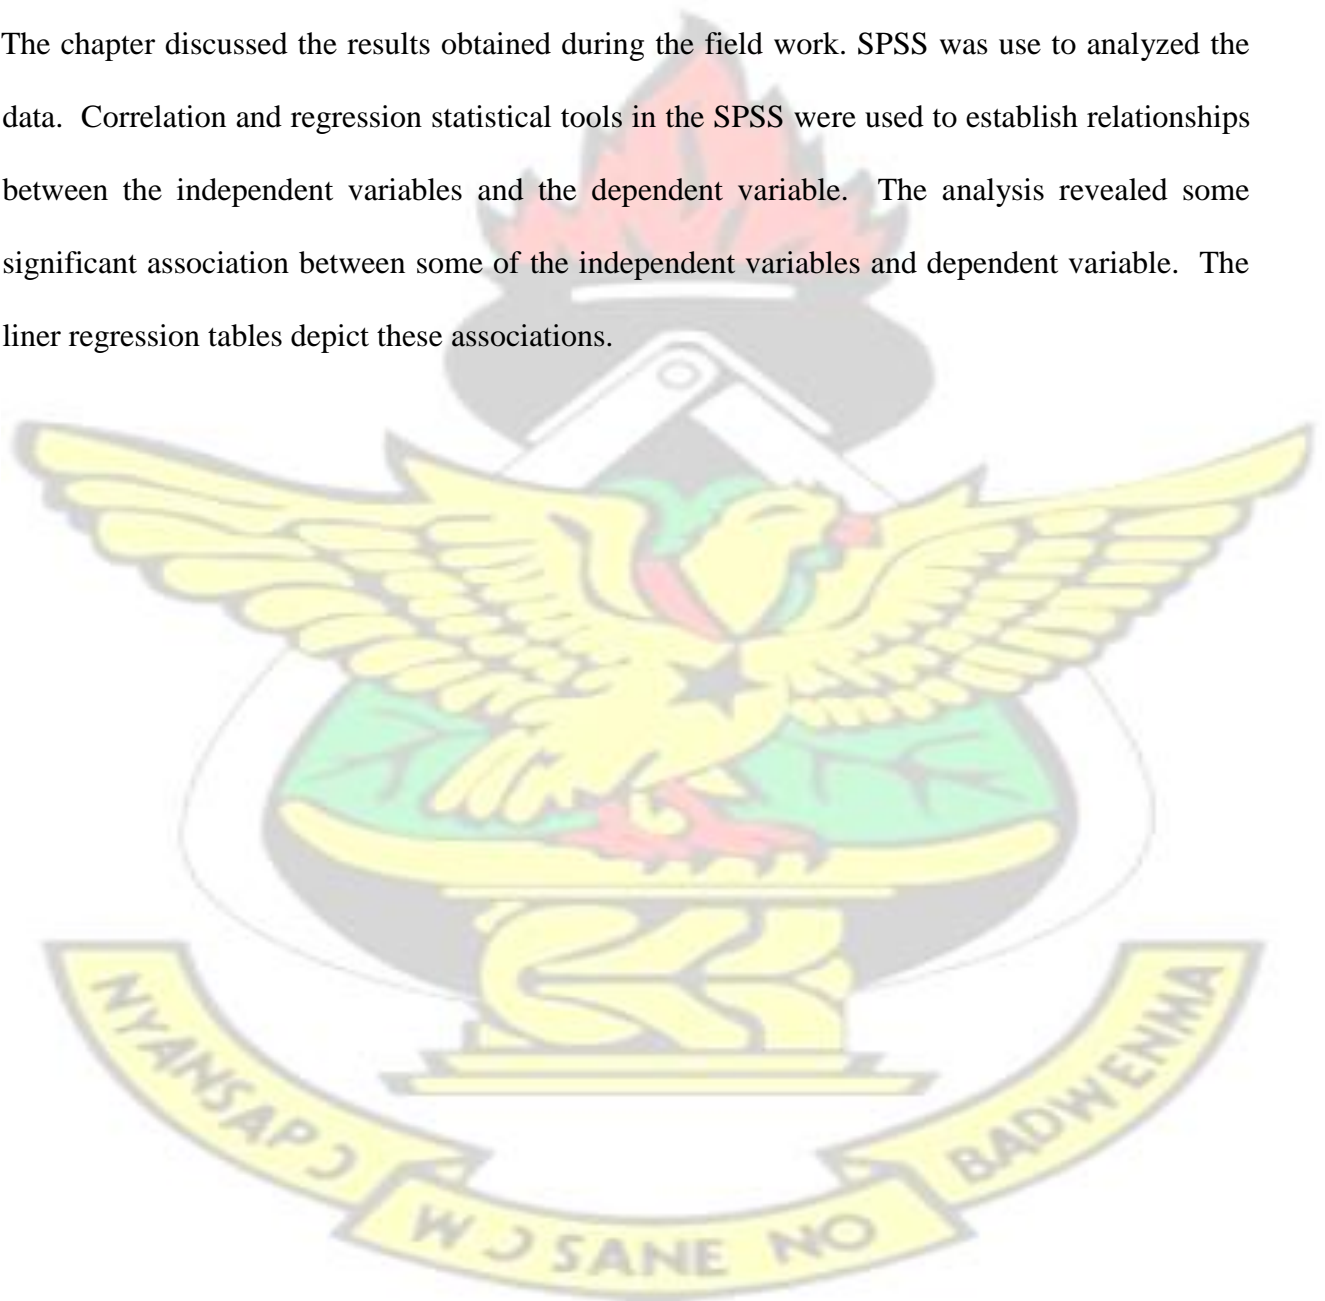 The chapter discussed the results obtained during the field work. SPSS was use to analyzed the
data.  Correlation and regression statistical tools in the SPSS were used to establish relationships
between the independent variables and the dependent variable.  The analysis revealed some
significant association between some of the independent variables and dependent variable.  The
liner regression tables depict these associations.
NYANSAPƆ
WƆ SANE NO
BADWENMA